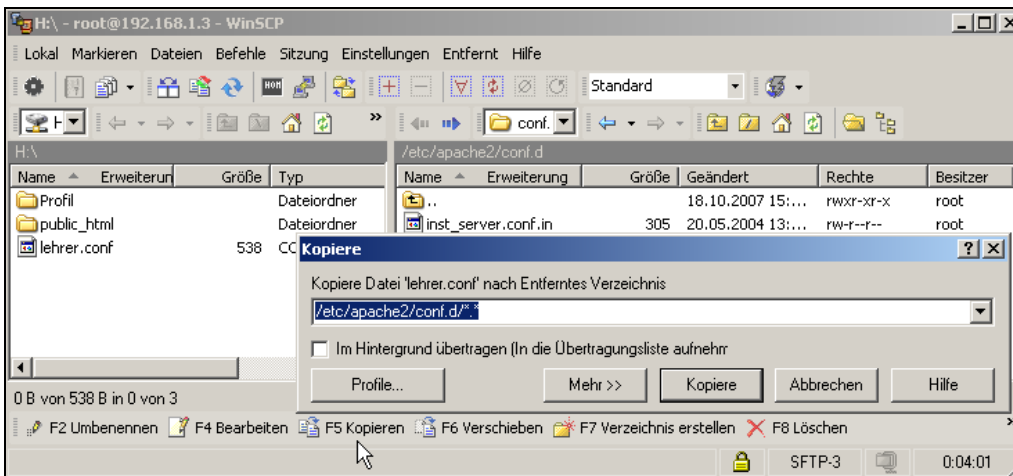 H:\ - root@192.168.1.3 - WinSCP
Lokal Markieren Dateien Befehle Sitzung Einstellungen Entfernt Hilfe
Standard
H conf.
H:\ /etc/apache2/conf.d
Name Erweiterun Größe Typ Name Erweiterung Größe Geändert Rechte Besitzer
Profil Dateiordner .. 18.10.2007 15:... rwxr-xr-x root
public_html Dateiordner inst_server.conf.in 305 20.05.2004 13:... rw-r--r-- root
lehrer.conf 538 CC
Kopiere
Kopiere Datei 'lehrer.conf' nach Entferntes Verzeichnis
/etc/apache2/conf.d/*.*
Im Hintergrund übertragen (In die Übertragungsliste aufnehm
Profile... Mehr >> Kopiere Abbrechen Hilfe
0 B von 538 B in 0 von 3
F2 Umbenennen F4 Bearbeiten F5 Kopieren F6 Verschieben F7 Verzeichnis erstellen F8 Löschen
SFTP-3 0:04:01